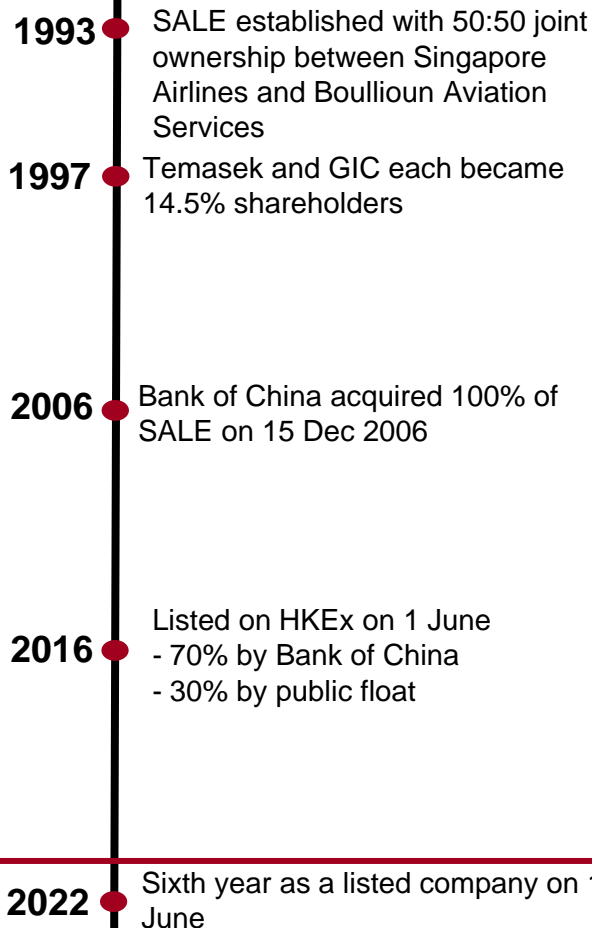 1993
SALE established with 50:50 joint
ownership between Singapore
Airlines and Boullioun Aviation
Services
1997
Temasek and GIC each became
14.5% shareholders
2006
Bank of China acquired 100% of
SALE on 15 Dec 2006
2016
Listed on HKEx on 1 June
- 70% by Bank of China
- 30% by public float
2022
Sixth year as a listed company on
June